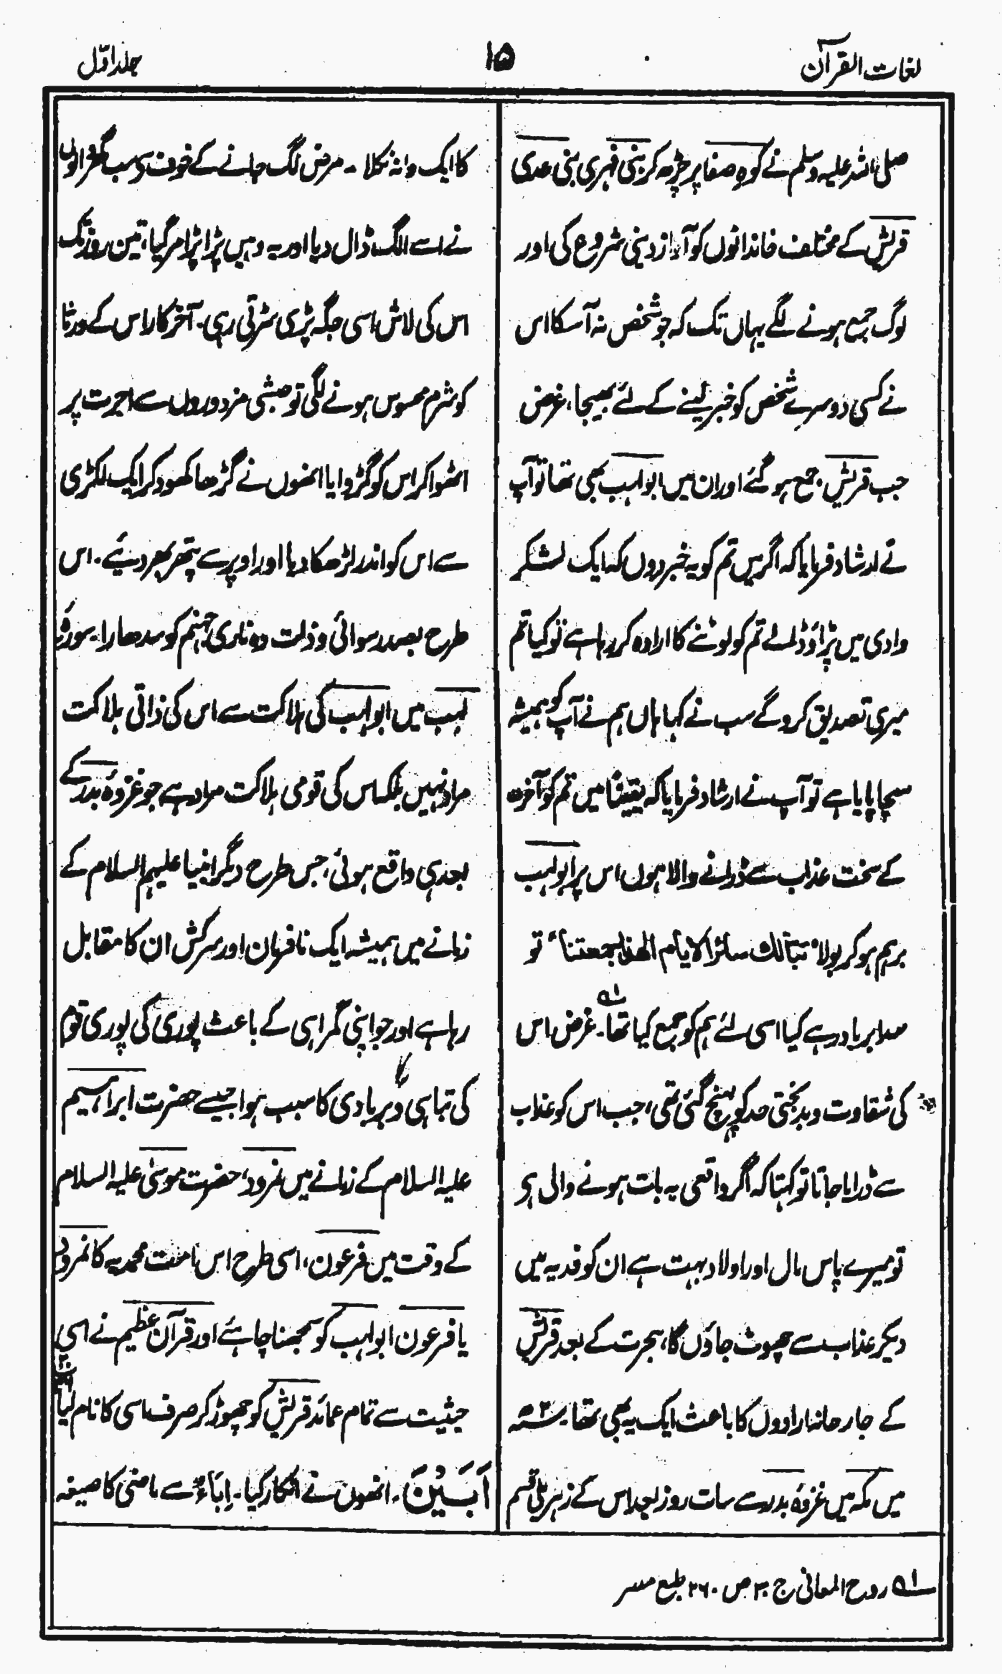 لغات القرآن
۱۵
جلد اوّل
صلی اللہ علیہ وسلم نے کوہِ صفا پر چڑھ کر بنی فہری بنی عدی
قریش کے مختلف خاندانوں کو آواز دینی شروع کی اور
لوگ جمع ہونے لگے یہاں تک کہ جو شخص نہ آسکا اس
نے کسی دوسرے شخص کو خبر لینے کے لئے بھیجا، غرض
جب قریش جمع ہو گئے اور ان میں ابولہب بھی تھا تو آپ
نے ارشاد فرمایا کہ اگر میں تم کو یہ خبر دوں کہ ایک لشکر
وادی میں پڑاؤ ڈالے تم کو لوٹنے کا ارادہ کر رہا ہے تو کیا تم
میری تصدیق کرو گے سب نے کہا ہاں ہم نے آپ کو ہمیشہ
سچا پایا ہے تو آپ نے ارشاد فرمایا کہ یقیناً میں تم کو آخرہ
کے سخت عذاب سے ڈرانے والا ہوں اس پر ابولہب
برہم ہو کر بولا "تبالک سائر الایام الھذا جمعتنا" تو
سدا برباد رہے کیا اسی لئے ہم کو جمع کیا تھا۔ ؎۱ غرض اس
کی شقاوت و بدبختی حد کو پہنچ گئی تھی، جب اس کو عذاب
سے ڈرایا جاتا تو کہتا کہ اگر واقعی یہ بات ہونے والی ہی
تو میرے پاس مال اور اولاد بہت ہے ان کو فدیہ میں
دیکر عذاب سے چھوٹ جاؤں گا، ہجرت کے بعد قریش
کے جارحانہ ارادوں کا باعث ایک یہ بھی تھا۔ ۲ھ
میں مکہ میں غزوۂ بدر سے سات روز بعد اس کے زہریلی قسم
کا ایک دانہ نکلا۔ مرض لگ جانے کے خوف سی سب گھر والوں
نے اسے الگ ڈال دیا اور یہ وہیں پڑا پڑا مر گیا، تین روز تک
اس کی لاش اسی جگہ پڑی سڑتی رہی۔ آخر کار اس کے ورثا
کو شرم محسوس ہونے لگی تو حبشی مزدوروں سے اجرت پر
اٹھوا کر اس کو گڑوایا انھوں نے گڑھا کھود کر ایک لکڑی
سے اس کو اندر لڑھکا دیا اور اوپر سے پتھر بھر دیئے۔ اس
طرح بصد رسوائی و ذلت وہ ناری جہنم کو سدھارا۔ سورۂ
لہب میں ابولہب کی ہلاکت سے اس کی ذاتی ہلاکت
مراد نہیں بلکہ اس کی قومی ہلاکت مراد ہے جو غزوۂ بدر کے
بعد ہی واقع ہوئی، جس طرح دیگر انبیا علیہم السلام کے
زمانے میں ہمیشہ ایک نافرمان اور سرکش ان کا مقابل
رہا ہے اور جو اپنی گمراہی کے باعث پوری کی پوری قوم
کی تباہی و بربادی کا سبب ہوا جیسے حضرت ابراہیم
علیہ السلام کے زمانے میں نمرود، حضرت موسیٰ علیہ السلام
کے وقت میں فرعون، اسی طرح اس امت محمدیہ کا نمرود
یا فرعون ابولہب کو سمجھنا چاہئے اور قرآن عظیم نے اسی
حیثیت سے تمام عمائد قریش کو چھوڑ کر صرف اسی کا نام لیا
اَبَیْنَ۔ انھوں نے انکار کیا۔ اِبَاءٌ سے ماضی کا صیغہ
؎۱ روح المعانی ج ۳۰ ص ۲۶۰ طبع مصر